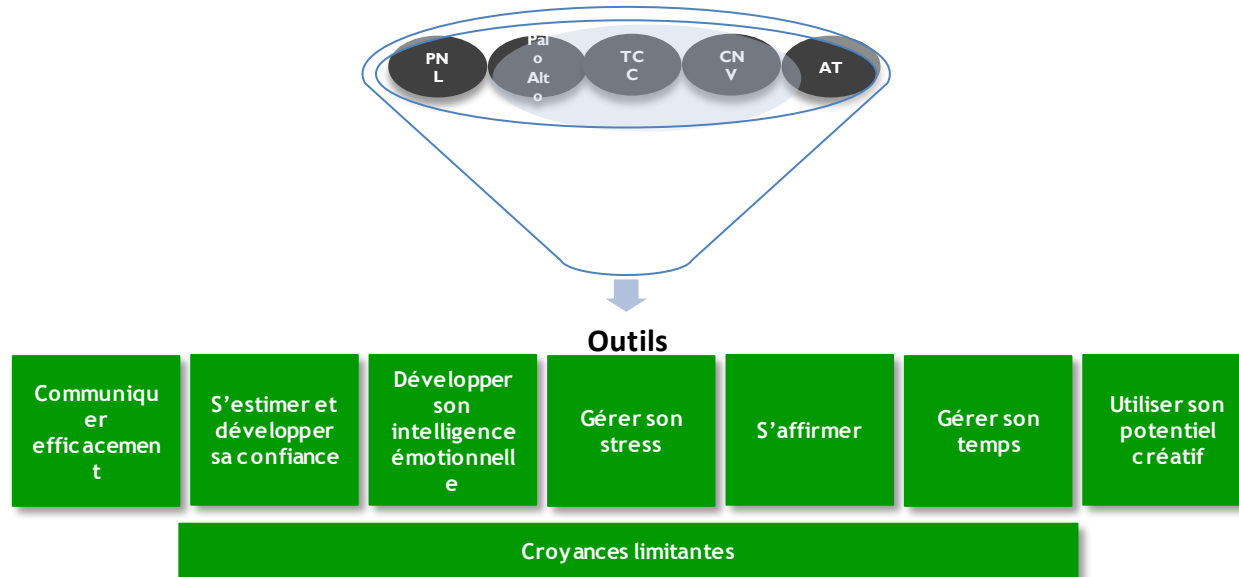 PN
L
Pal
o
Alt
o
TC
C
CN
V
AT
Outils
Communiqu
er
efficacemen
t
S'estimer et
développer
sa confiance
Développer
son
intelligence
émotionnell
e
Gérer son
stress
S'affirmer
Gérer son
temps
Utiliser son
potentiel
créatif
Croyances limitantes